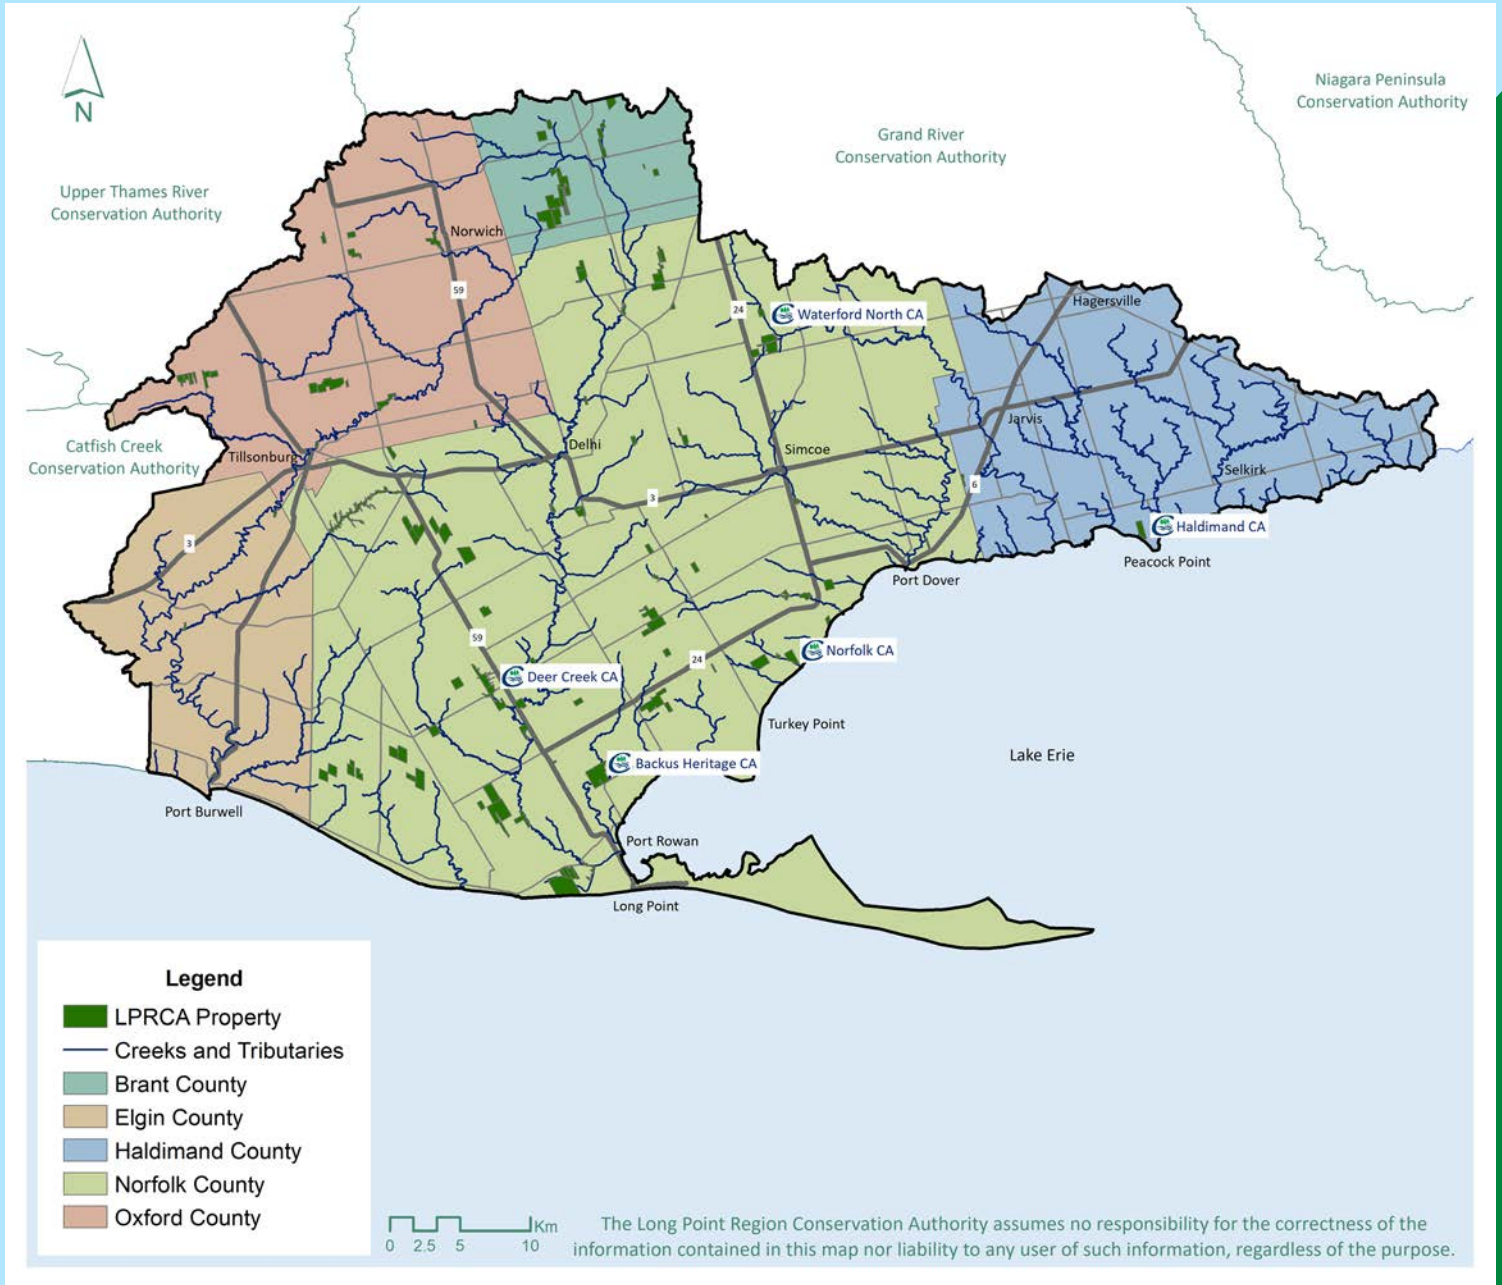 N
Niagara Peninsula
Conservation Authority
Grand River
Conservation Authority
Upper Thames River
Conservation Authority
Norwich
59
Hagersville
24
Waterford North CA
Jarvis
Catfish Creek
Conservation Authority
Tillsonburg
Delhi
Simcoe
Selkirk
3
6
3
Haldimand CA
Peacock Point
Port Dover
59
24
Norfolk CA
Deer Creek CA
Turkey Point
Lake Erie
Backus Heritage CA
Port Burwell
Port Rowan
Long Point
Legend
LPRCA Property
Creeks and Tributaries
Brant County
Elgin County
Haldimand County
Norfolk County
Oxford County
Km
0 2.5 5 10
The Long Point Region Conservation Authority assumes no responsibility for the correctness of the
information contained in this map nor liability to any user of such information, regardless of the purpose.